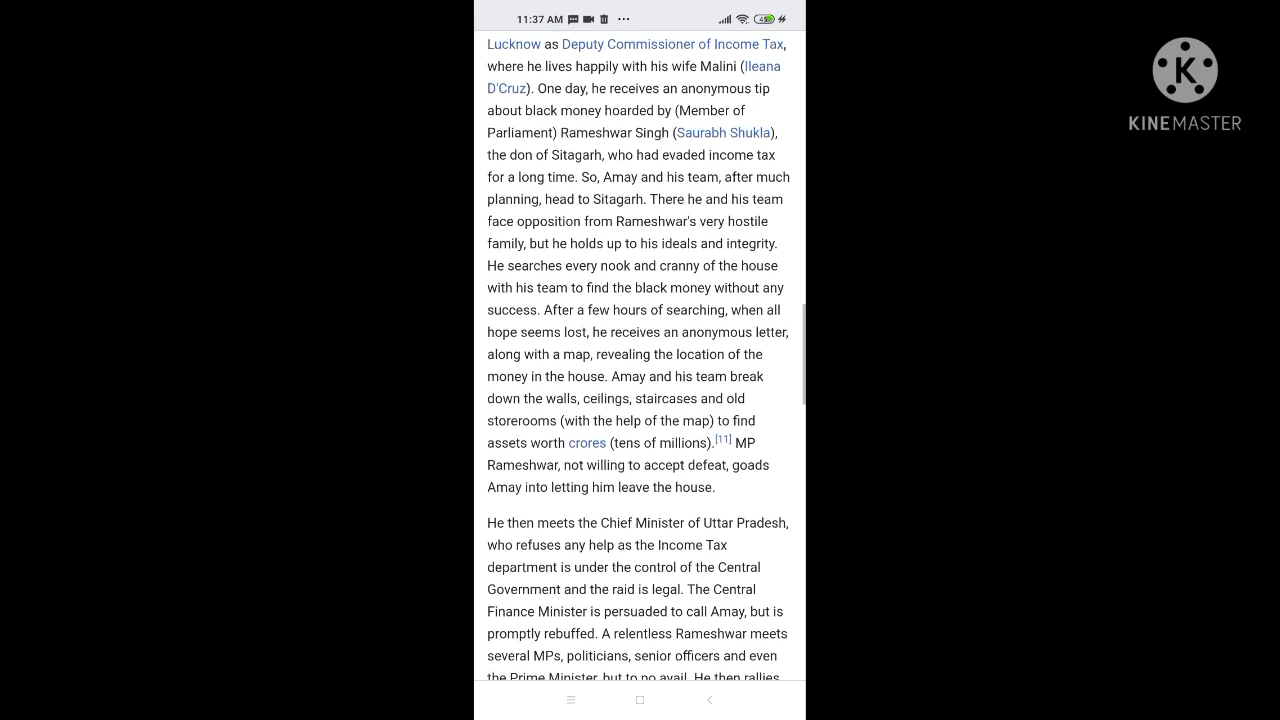 11:37 AM
45
Lucknow as Deputy Commissioner of Income Tax,
where he lives happily with his wife Malini (Ileana
D'Cruz). One day, he receives an anonymous tip
about black money hoarded by (Member of
Parliament) Rameshwar Singh (Saurabh Shukla),
the don of Sitagarh, who had evaded income tax
for a long time. So, Amay and his team, after much
planning, head to Sitagarh. There he and his team
face opposition from Rameshwar's very hostile
family, but he holds up to his ideals and integrity.
He searches every nook and cranny of the house
with his team to find the black money without any
success. After a few hours of searching, when all
hope seems lost, he receives an anonymous letter,
along with a map, revealing the location of the
money in the house. Amay and his team break
down the walls, ceilings, staircases and old
storerooms (with the help of the map) to find
assets worth crores (tens of millions).[11] MP
Rameshwar, not willing to accept defeat, goads
Amay into letting him leave the house.
He then meets the Chief Minister of Uttar Pradesh,
who refuses any help as the Income Tax
department is under the control of the Central
Government and the raid is legal. The Central
Finance Minister is persuaded to call Amay, but is
promptly rebuffed. A relentless Rameshwar meets
several MPs, politicians, senior officers and even
the Prime Minister, but to no avail. He then rallies
K
KINEMASTER